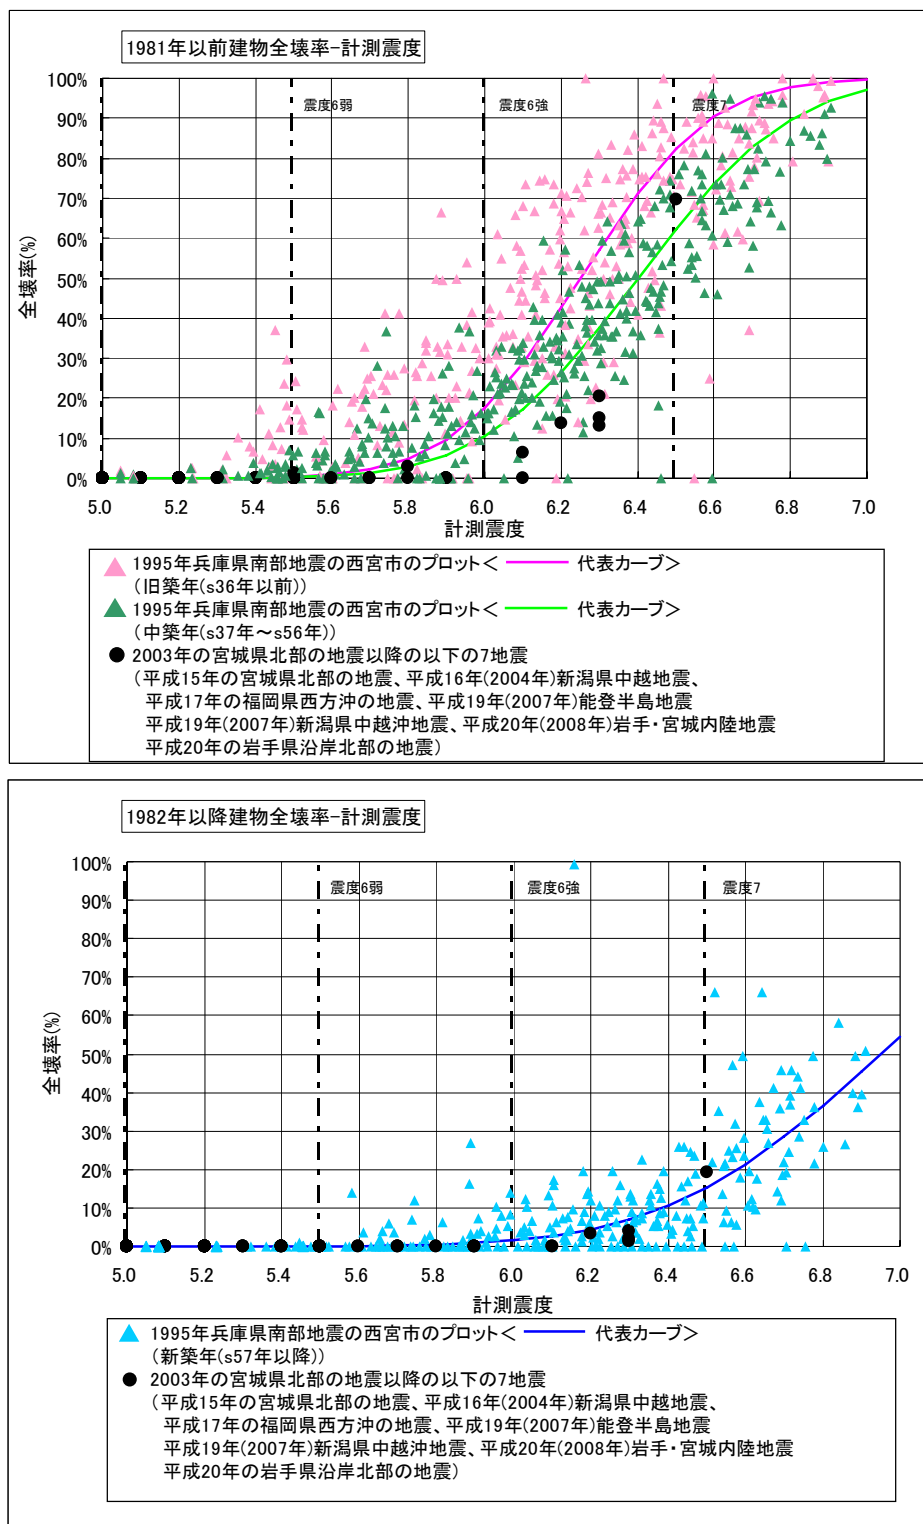 1981年以前建物全壊率-計測震度
100%
90%
80%
70%
60%
50%
40%
30%
20%
10%
0%
全壊率(%)
震度6弱
震度6強
震度7
5.0 5.2 5.4 5.6 5.8 6.0 6.2 6.4 6.6 6.8 7.0
計測震度
1995年兵庫県南部地震の西宮市のプロット< 代表カーブ>
(旧築年(s36年以前))
1995年兵庫県南部地震の西宮市のプロット< 代表カーブ>
(中築年(s37年～s56年))
2003年の宮城県北部の地震以降の以下の7地震
(平成15年の宮城県北部の地震、平成16年(2004年)新潟県中越地震、
平成17年の福岡県西方沖の地震、平成19年(2007年)能登半島地震
平成19年(2007年)新潟県中越沖地震、平成20年(2008年)岩手・宮城内陸地震
平成20年の岩手県沿岸北部の地震)
1982年以降建物全壊率-計測震度
100%
90%
80%
70%
60%
50%
40%
30%
20%
10%
0%
全壊率(%)
震度6弱
震度6強
震度7
5.0 5.2 5.4 5.6 5.8 6.0 6.2 6.4 6.6 6.8 7.0
計測震度
1995年兵庫県南部地震の西宮市のプロット< 代表カーブ>
(新築年(s57年以降))
2003年の宮城県北部の地震以降の以下の7地震
(平成15年の宮城県北部の地震、平成16年(2004年)新潟県中越地震、
平成17年の福岡県西方沖の地震、平成19年(2007年)能登半島地震
平成19年(2007年)新潟県中越沖地震、平成20年(2008年)岩手・宮城内陸地震
平成20年の岩手県沿岸北部の地震)